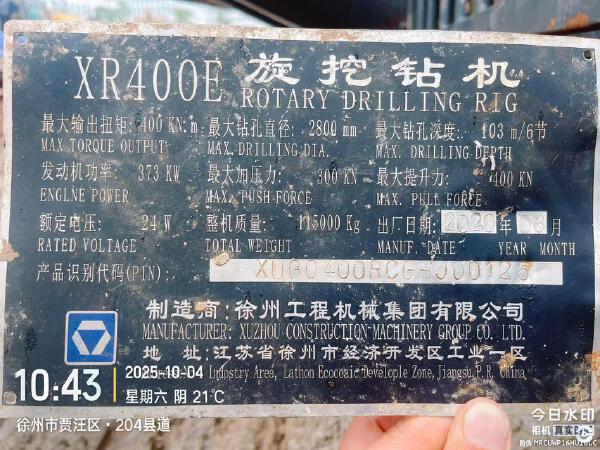 XR400E 旋挖钻机
ROTARY DRILLING RIG
最大输出扭矩: 400 KN.m 最大钻孔直径: 2800 mm 最大钻孔深度: 103 m/6节
MAX.TORQUE OUTPUT MAX.DRILLING.DIA. MAX. DRILLING DEPTH
发动机功率: 373 KW 最大加压力: 300 KN 最大提升力: 400 KN
ENGLNE POWER MAX. PUSH FORCE MAX. PULL FORCE
额定电压: 24 W 整机质量: 115000 Kg 出厂日期: 2020 年 08 月
RATED VOLTAGE TOTAL WEIGHT MANUF. DATE YEAR MONTH
产品识别代码(PIN):
制造商: 徐州工程机械集团有限公司
MANUFACTURER: XUZHOU CONSTRUCTION MACHINERY GROUP CO. LTD.
地 址: 江苏省徐州市经济开发区工业一区
Indostry Area, Lathon Ecocoaic Develople Zone, Jiangsu,P.R. China
10:43
2025-10-04
星期六 阴 21°C
徐州市贾汪区·204县道
今日水印
相机 真实
防伪